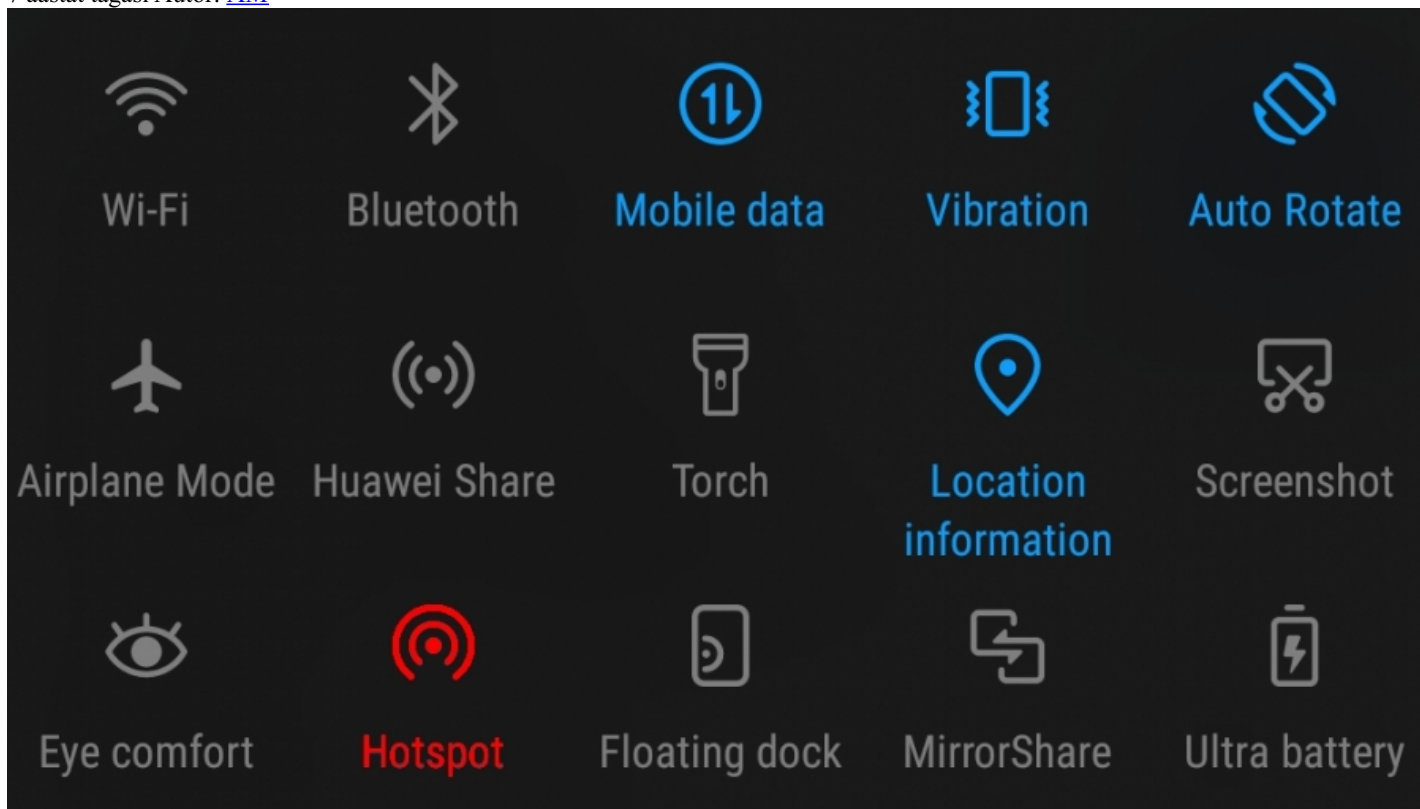 Wi-Fi Bluetooth Mobile data Vibration Auto Rotate
Airplane Mode Huawei Share Torch Location information Screenshot
Eye comfort Hotspot Floating dock MirrorShare Ultra battery